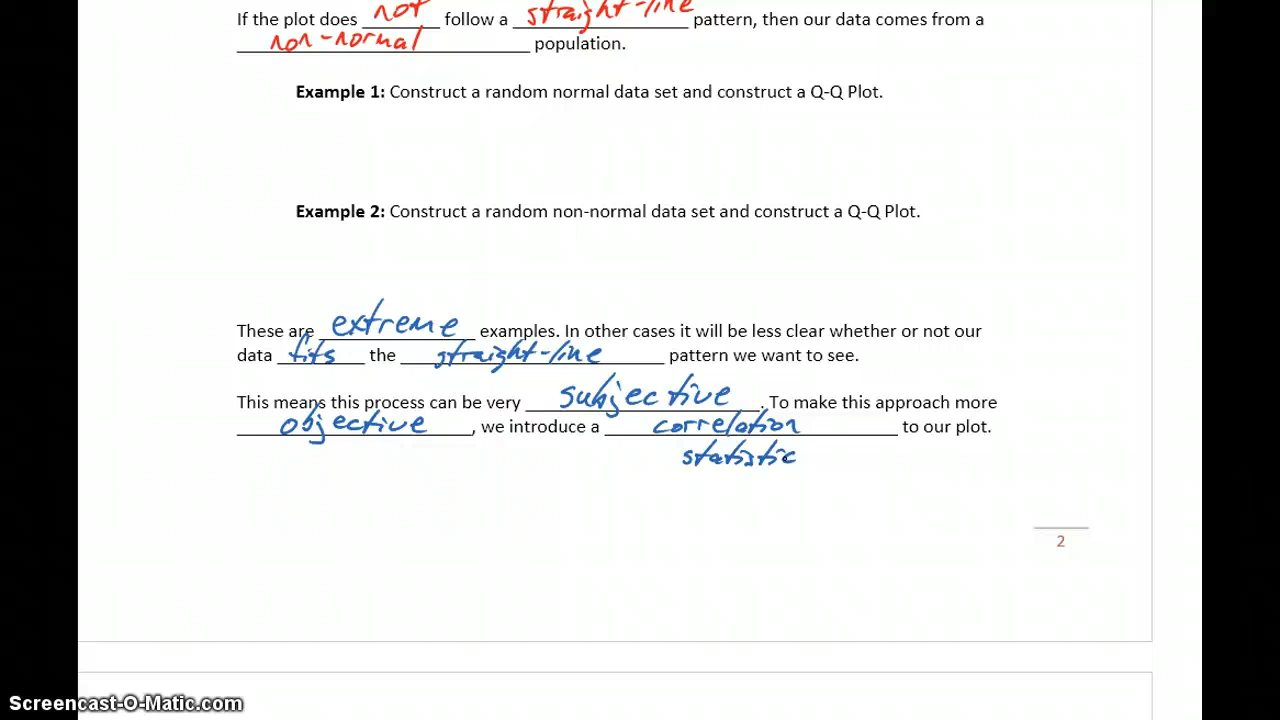 If the plot does not follow a straight-line pattern, then our data comes from a
non-normal population.
Example 1: Construct a random normal data set and construct a Q-Q Plot.
Example 2: Construct a random non-normal data set and construct a Q-Q Plot.
These are extreme examples. In other cases it will be less clear whether or not our
data fits the straight-line pattern we want to see.
This means this process can be very subjective. To make this approach more
objective, we introduce a correlation to our plot.
statistic
2
Screencast-O-Matic.com